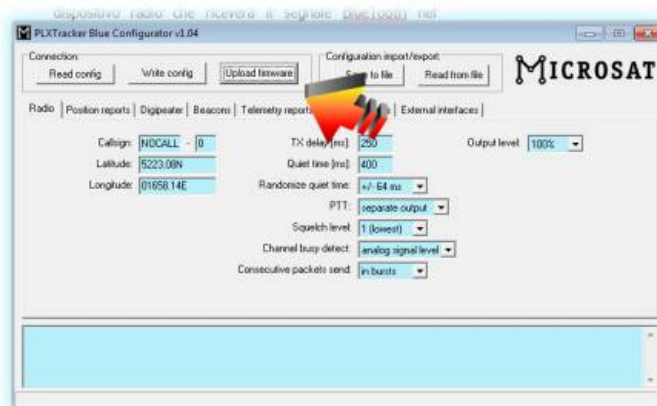 dispositivo radio che riceverà il segnale Bluetooth nel
PLXTracker Blue Configurator v1.04
Connection Configuration import/export
Read config Write config Upload firmware to file Read from file MICROSAT
Radio Position reports Digipeater Beacons Telemetry reports External interfaces
Callsign: NOCALL - 0 TX delay [ms]: 250 Output level: 100%
Latitude: 5223.08N Quiet time [ms]: 400
Longitude: 01658.14E Randomize quiet time: +/- 64 ms
PTT: separate output
Squelch level: 1 (lowest)
Channel busy detect: analog signal level
Consecutive packets send: in bursts